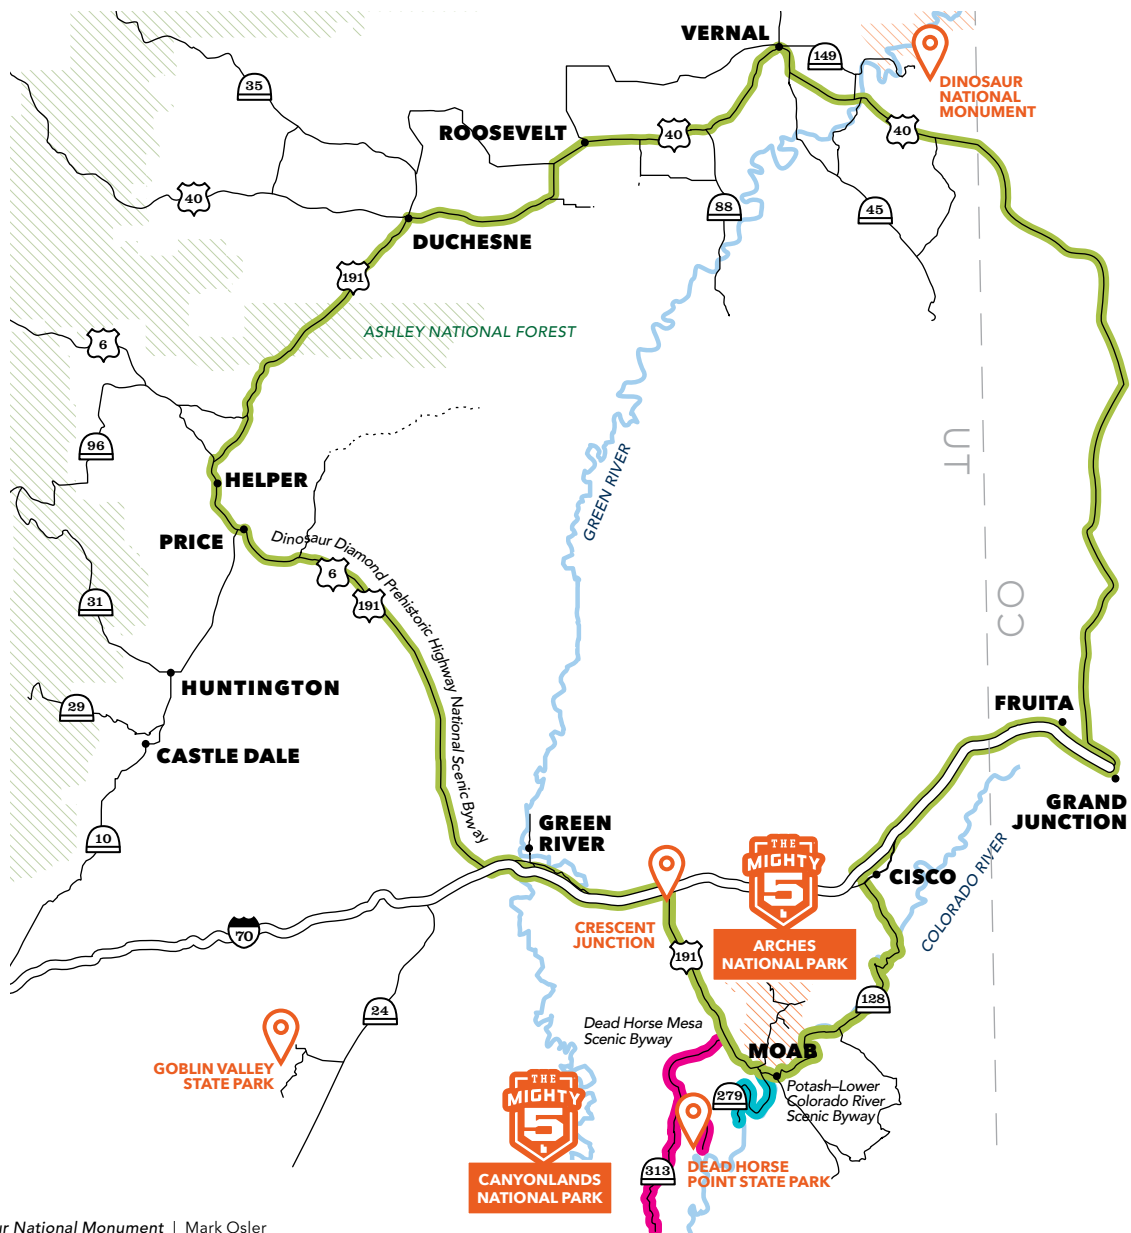 VERNAL
149
35
DINOSAUR
NATIONAL
MONUMENT
ROOSEVELT
40
40
40
88
45
DUCHESNE
191
ASHLEY NATIONAL FOREST
6
96
UT
HELPER
GREEN RIVER
PRICE
Dinosaur Diamond Prehistoric Highway National Scenic Byway
6
191
31
CO
HUNTINGTON
29
FRUITA
CASTLE DALE
GRAND
JUNCTION
10
GREEN
RIVER
THE
MIGHTY
5
CISCO
COLORADO RIVER
70
CRESCENT
JUNCTION
ARCHES
NATIONAL PARK
191
128
24
Dead Horse Mesa
Scenic Byway
MOAB
GOBLIN VALLEY
STATE PARK
THE
MIGHTY
5
279
Potash–Lower
Colorado River
Scenic Byway
313
DEAD HORSE
POINT STATE PARK
CANYONLANDS
NATIONAL PARK
ur National Monument | Mark Osler